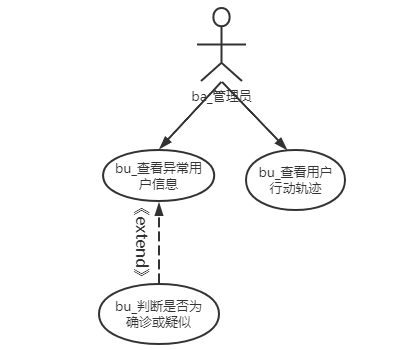 ba_管理员
bu_查看异常用
户信息
bu_查看用户
行动轨迹
《extend》
bu_判断是否为
确诊或疑似